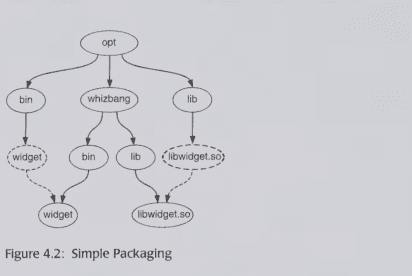 opt
bin
whizbang
lib
widget
bin
lib
libwidget.so
widget
libwidget.so
Figure 4.2: Simple Packaging